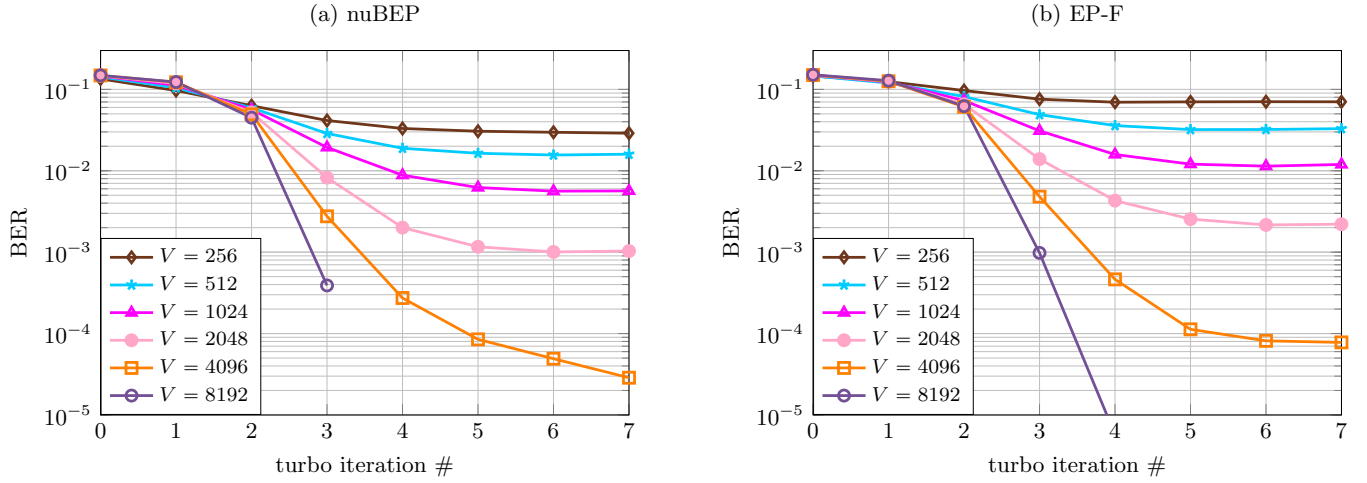 (a) nuBEP
10⁻¹
10⁻²
10⁻³
10⁻⁴
10⁻⁵
BER
V = 256
V = 512
V = 1024
V = 2048
V = 4096
V = 8192
0 1 2 3 4 5 6 7
turbo iteration #
(b) EP-F
10⁻¹
10⁻²
10⁻³
10⁻⁴
10⁻⁵
BER
V = 256
V = 512
V = 1024
V = 2048
V = 4096
V = 8192
0 1 2 3 4 5 6 7
turbo iteration #